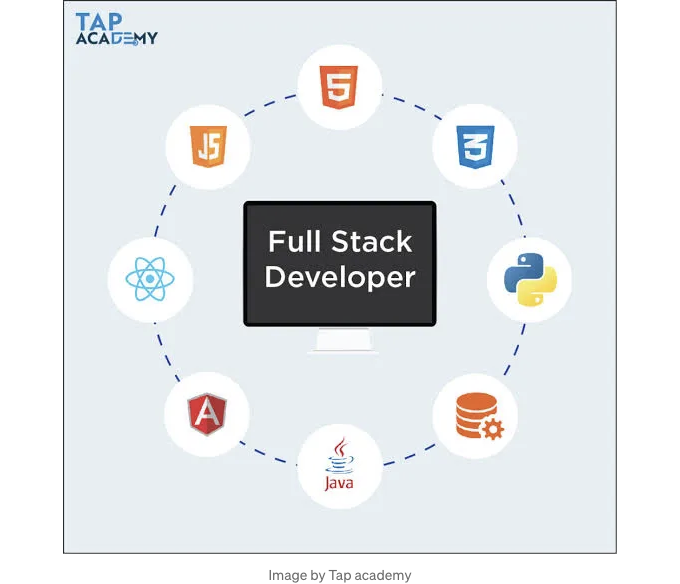 TAP
ACADEMY
5
JS
3
Full Stack
Developer
A
Java
Image by Tap academy